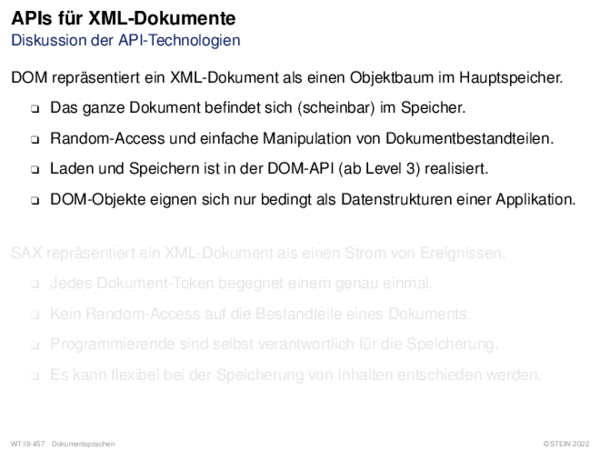 APIs für XML-Dokumente
Diskussion der API-Technologien
DOM repräsentiert ein XML-Dokument als einen Objektbaum im Hauptspeicher.
❑ Das ganze Dokument befindet sich (scheinbar) im Speicher.
❑ Random-Access und einfache Manipulation von Dokumentbestandteilen.
❑ Laden und Speichern ist in der DOM-API (ab Level 3) realisiert.
❑ DOM-Objekte eignen sich nur bedingt als Datenstrukturen einer Applikation.
SAX repräsentiert ein XML-Dokument als einen Strom von Ereignissen.
❑ Jedes Dokument-Token begegnet einem genau einmal.
❑ Kein Random-Access auf die Bestandteile eines Dokuments.
❑ Programmierende sind selbst verantwortlich für die Speicherung.
❑ Es kann flexibel bei der Speicherung von Inhalten entschieden werden.
WT:III-457 Dokumentsprachen ©STEIN 2022